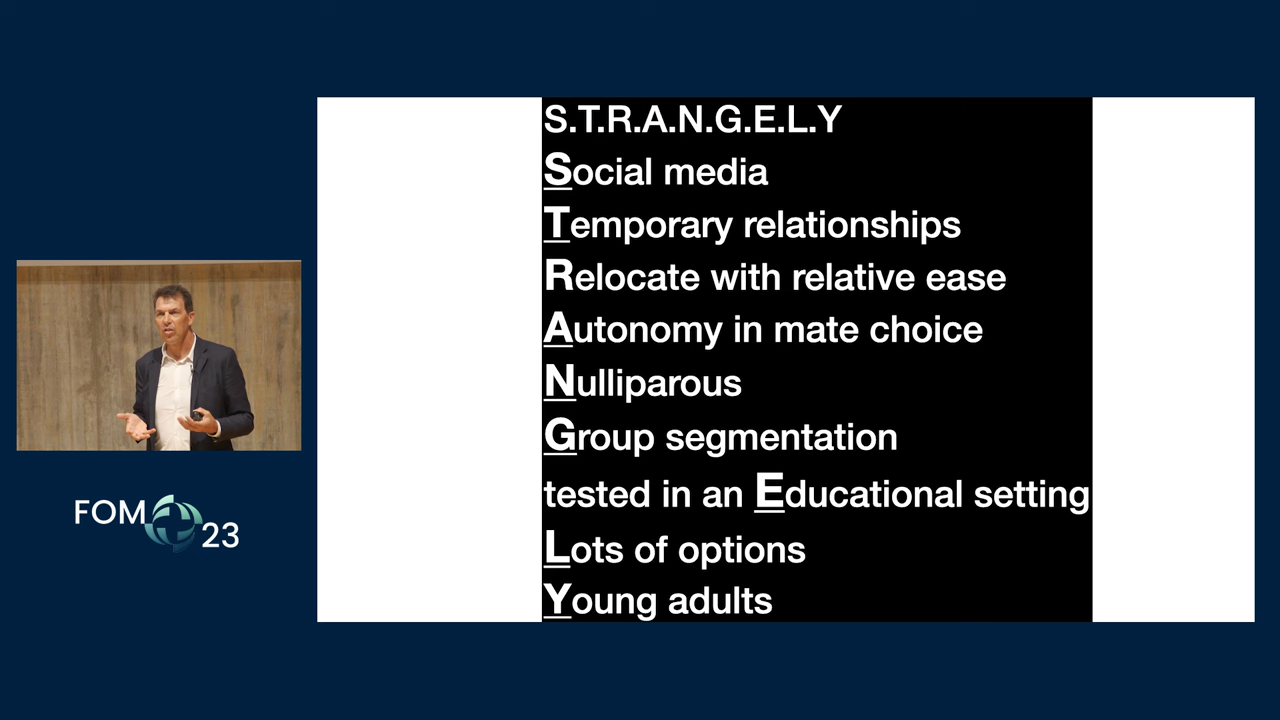 S.T.R.A.N.G.E.L.Y
Social media
Temporary relationships
Relocate with relative ease
Autonomy in mate choice
Nulliparous
Group segmentation
tested in an Educational setting
Lots of options
Young adults
FOM
23